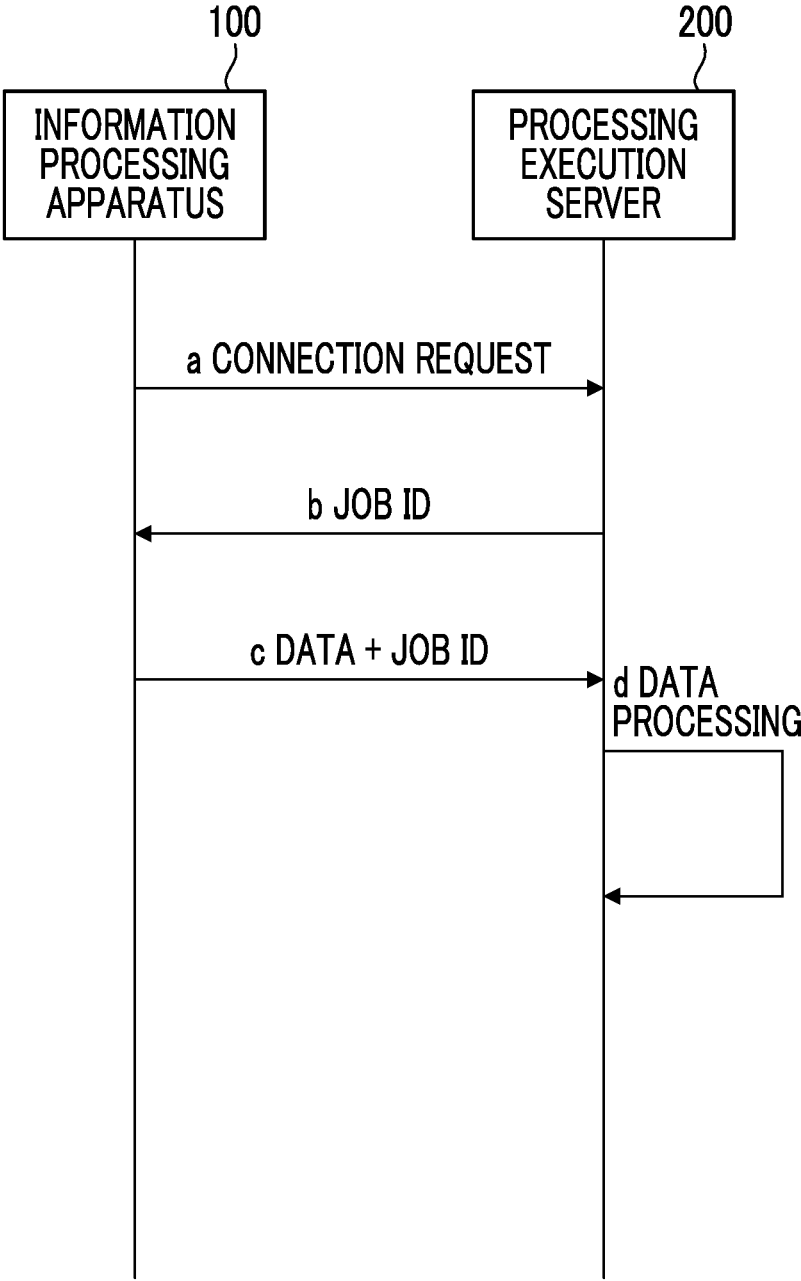 100
200
INFORMATION
PROCESSING
APPARATUS
PROCESSING
EXECUTION
SERVER
a CONNECTION REQUEST
b JOB ID
c DATA + JOB ID
d DATA
PROCESSING